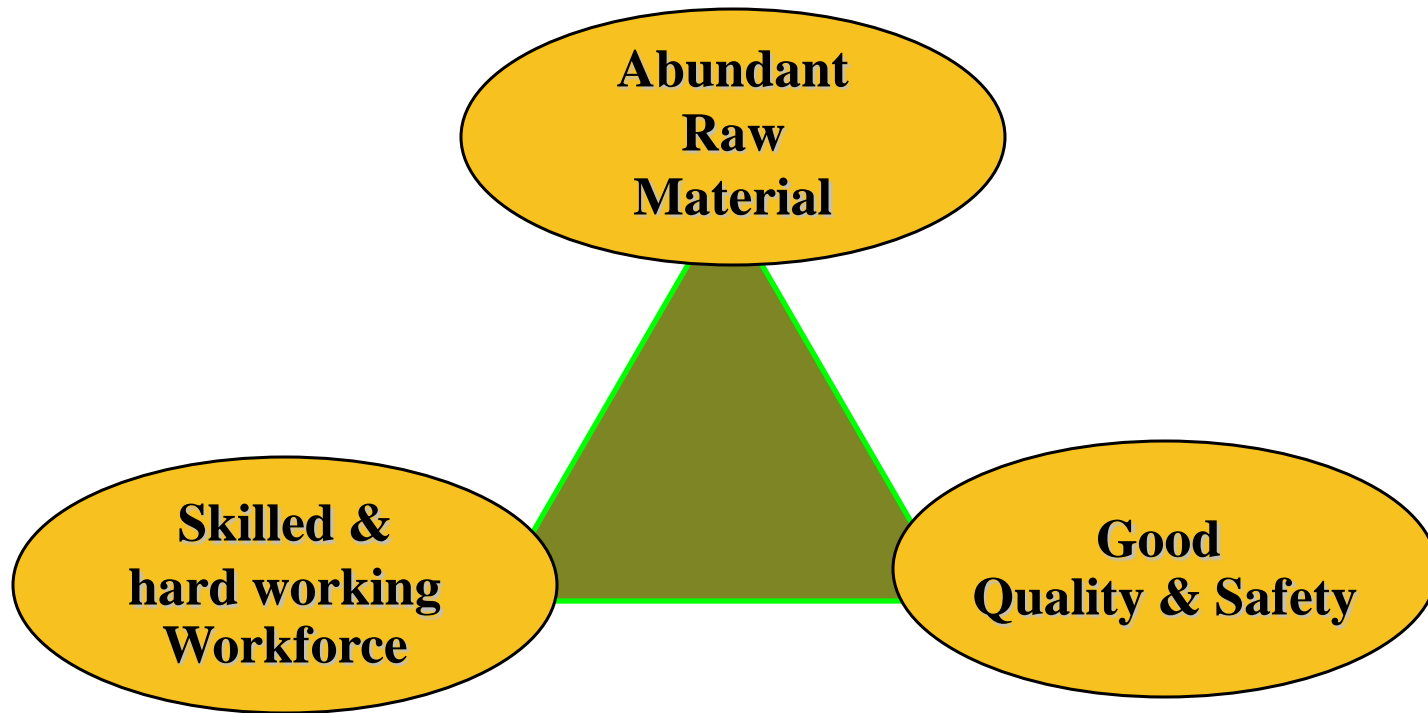 Abundant
Raw
Material
Skilled &
hard working
Workforce
Good
Quality & Safety